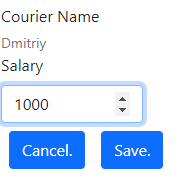 Courier Name
Dmitriy
Salary
1000
Cancel. Save.